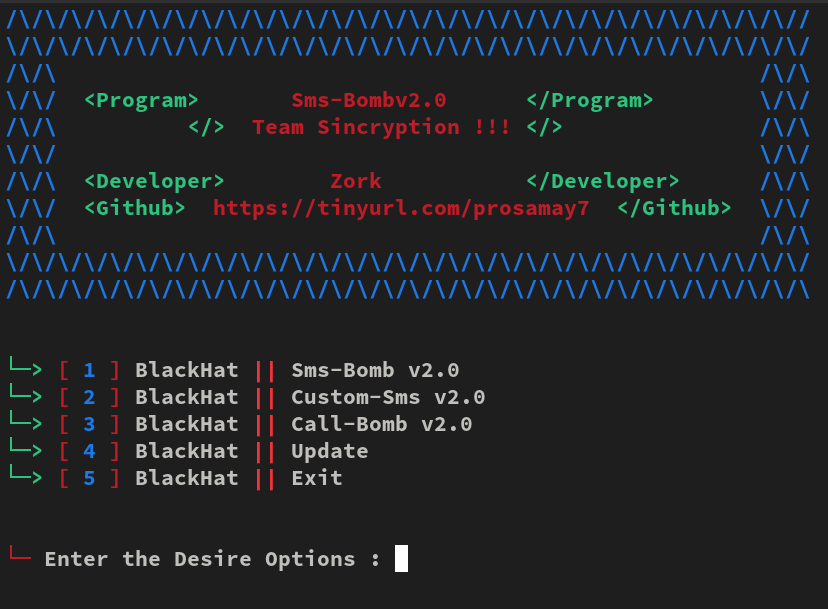 /\/\/\/\/\/\/\/\/\/\/\/\/\/\/\/\/\/\/\/\/\/\/\/\/\/\/\/\/\/\//
\/\/\/\/\/\/\/\/\/\/\/\/\/\/\/\/\/\/\/\/\/\/\/\/\/\/\/\/\/\/\/
/\/\ /\/\
\/\/ <Program> Sms-Bombv2.0 </Program> \/\/
/\/\ </> Team Sincryption !!! </> /\/\
\/\/ \/\/
/\/\ <Developer> Zork </Developer> /\/\
\/\/ <Github> https://tinyurl.com/prosamay7 </Github> \/\/
/\/\ /\/\
\/\/\/\/\/\/\/\/\/\/\/\/\/\/\/\/\/\/\/\/\/\/\/\/\/\/\/\/\/\/\/
/\/\/\/\/\/\/\/\/\/\/\/\/\/\/\/\/\/\/\/\/\/\/\/\/\/\/\/\/\/\/\
└─> [ 1 ] BlackHat || Sms-Bomb v2.0
└─> [ 2 ] BlackHat || Custom-Sms v2.0
└─> [ 3 ] BlackHat || Call-Bomb v2.0
└─> [ 4 ] BlackHat || Update
└─> [ 5 ] BlackHat || Exit
└─ Enter the Desire Options :